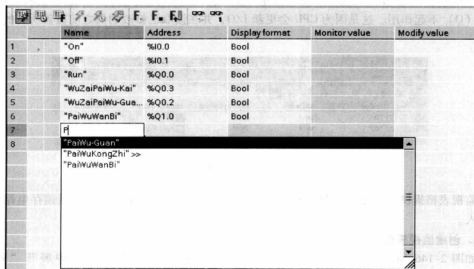 Name Address Display format Monitor value Modify value
1 "On" %I0.0 Bool
2 "Off" %I0.1 Bool
3 "Run" %Q0.0 Bool
4 "WuZaiPaiWu-Kai" %Q0.3 Bool
5 "WuZaiPaiWu-Gua... %Q0.2 Bool
6 "PaiWuWanBi" %Q1.0 Bool
7 P
8 "PaiWu-Guan"
"PaiWuKongZhi" >>
"PaiWuWanBi"